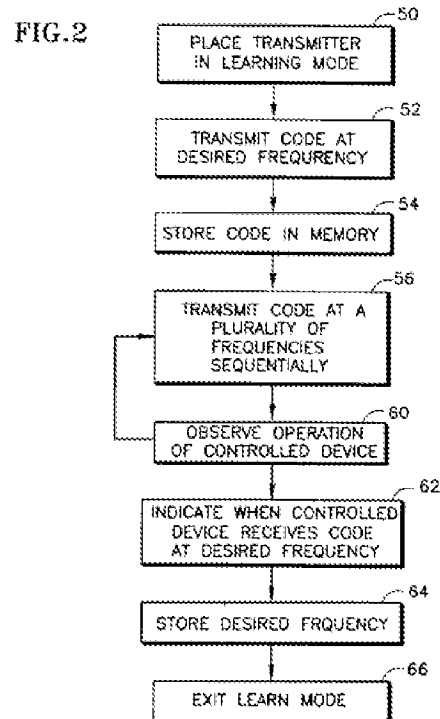 FIG.2
50
PLACE TRANSMITTER
IN LEARNING MODE
52
TRANSMIT CODE AT
DESIRED FREQURENCY
54
STORE CODE IN MEMORY
56
TRANSMIT CODE AT A
PLURALITY OF
FREQUENCIES
SEQUENTIALLY
60
OBSERVE OPERATION
OF CONTROLLED DEVICE
62
INDICATE WHEN CONTROLLED
DEVICE RECEIVES CODE
AT DESIRED FREQUENCY
64
STORE DESIRED FRQUENCY
66
EXIT LEARN MODE